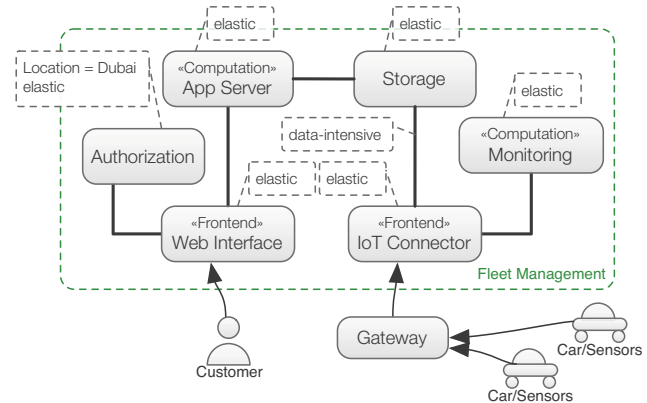 elastic
elastic
Location = Dubai
elastic
«Computation»
App Server
Storage
elastic
data-intensive
«Computation»
Monitoring
Authorization
elastic
elastic
«Frontend»
Web Interface
«Frontend»
IoT Connector
Fleet Management
Gateway
Car/Sensors
Customer
Car/Sensors